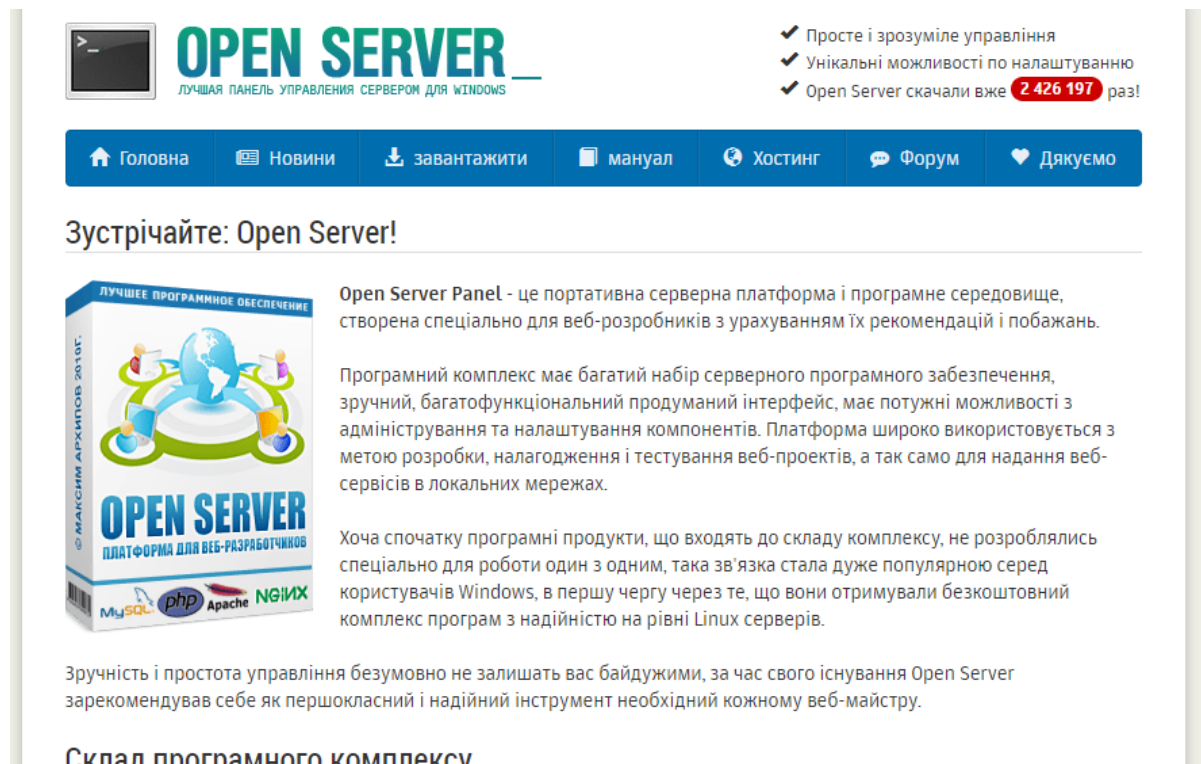 >_
OPEN SERVER_
ЛУЧШАЯ ПАНЕЛЬ УПРАВЛЕНИЯ СЕРВЕРОМ ДЛЯ WINDOWS
Просте і зрозуміле управління
Унікальні можливості по налаштуванню
Open Server скачали вже 2 426 197 раз!
Головна Новини завантажити мануал Хостинг Форум Дякуємо
Зустрічайте: Open Server!
ЛУЧШЕЕ ПРОГРАММНОЕ ОБЕСПЕЧЕНИЕ
© МАКСИМ АРХИПОВ 2010Г.
OPEN SERVER
ПЛАТФОРМА ДЛЯ ВЕБ-РАЗРАБОТЧИКОВ
MySQL php Apache NGINX
Open Server Panel - це портативна серверна платформа і програмне середовище,
створена спеціально для веб-розробників з урахуванням їх рекомендацій і побажань.
Програмний комплекс має багатий набір серверного програмного забезпечення,
зручний, багатофункціональний продуманий інтерфейс, має потужні можливості з
адміністрування та налаштування компонентів. Платформа широко використовується з
метою розробки, налагодження і тестування веб-проектів, а так само для надання веб-
сервісів в локальних мережах.
Хоча спочатку програмні продукти, що входять до складу комплексу, не розроблялись
спеціально для роботи один з одним, така зв'язка стала дуже популярною серед
користувачів Windows, в першу чергу через те, що вони отримували безкоштовний
комплекс програм з надійністю на рівні Linux серверів.
Зручність і простота управління безумовно не залишать вас байдужими, за час свого існування Open Server
зарекомендував себе як першокласний і надійний інструмент необхідний кожному веб-майстру.
Склад програмного комплексу